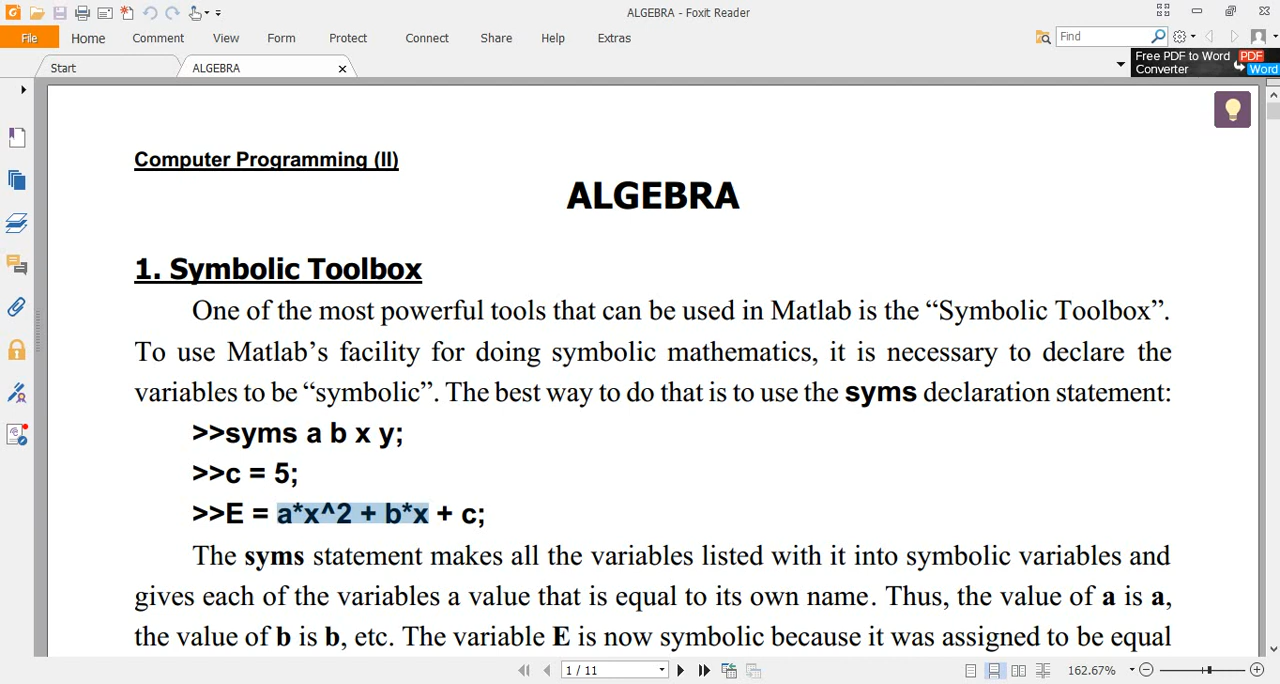 ALGEBRA - Foxit Reader
File Home Comment View Form Protect Connect Share Help Extras Find
Start ALGEBRA
Free PDF to Word PDF
Converter Word
Computer Programming (II)
ALGEBRA
1. Symbolic Toolbox
One of the most powerful tools that can be used in Matlab is the “Symbolic Toolbox”.
To use Matlab’s facility for doing symbolic mathematics, it is necessary to declare the
variables to be “symbolic”. The best way to do that is to use the syms declaration statement:
>>syms a b x y;
>>c = 5;
>>E = a*x^2 + b*x + c;
The syms statement makes all the variables listed with it into symbolic variables and
gives each of the variables a value that is equal to its own name. Thus, the value of a is a,
the value of b is b, etc. The variable E is now symbolic because it was assigned to be equal
1 / 11 162.67%